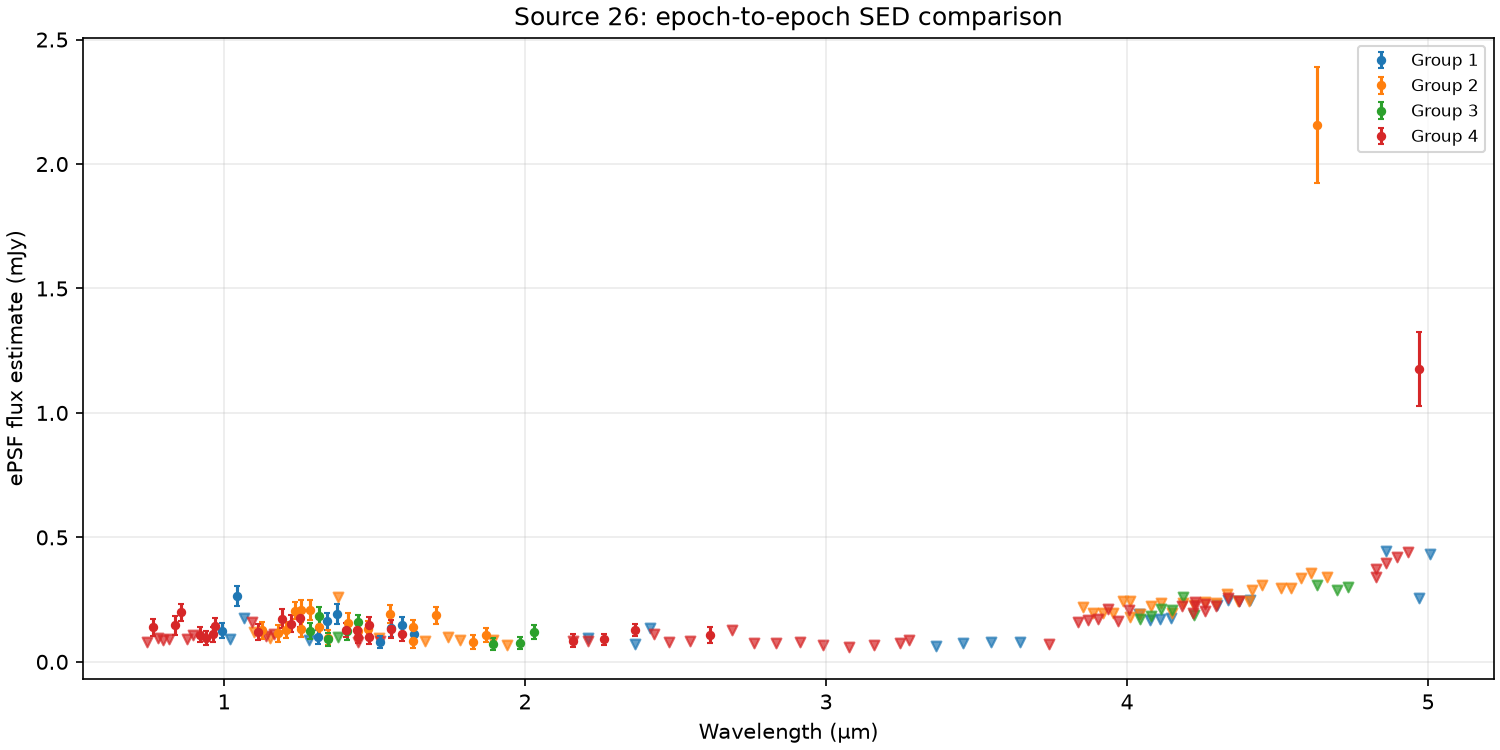 Source 26: epoch-to-epoch SED comparison
ePSF flux estimate (mJy)
2.5
2.0
1.5
1.0
0.5
0.0
Group 1
Group 2
Group 3
Group 4
1 2 3 4 5
Wavelength (μm)